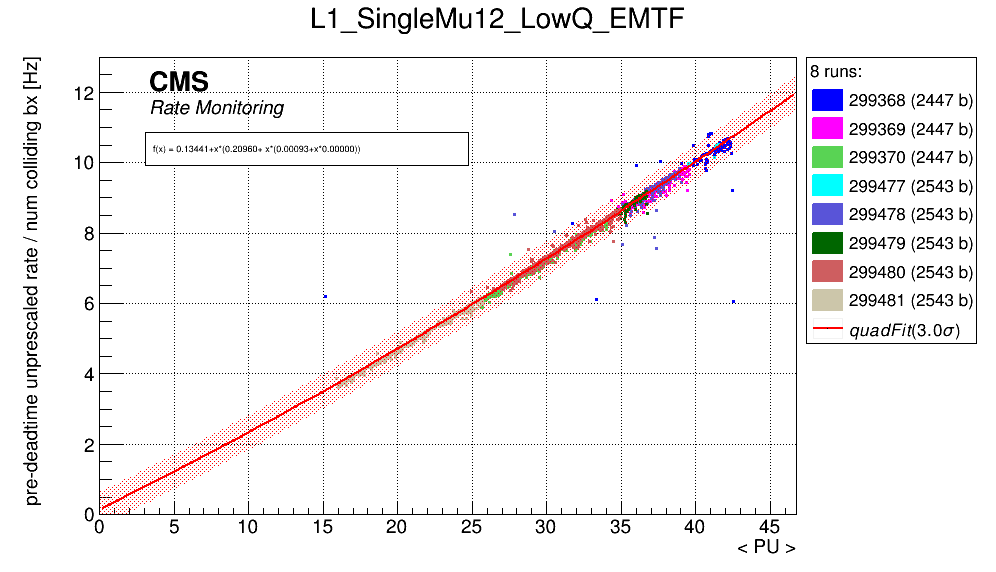 L1_SingleMu12_LowQ_EMTF
pre-deadtime unprescaled rate / num colliding bx [Hz]
CMS
Rate Monitoring
f(x) = 0.13441+x*(0.20960+ x*(0.00093+x*0.00000))
12
10
8
6
4
2
0
0 5 10 15 20 25 30 35 40 45
< PU >
8 runs:
299368 (2447 b)
299369 (2447 b)
299370 (2447 b)
299477 (2543 b)
299478 (2543 b)
299479 (2543 b)
299480 (2543 b)
299481 (2543 b)
quadFit(3.0σ)